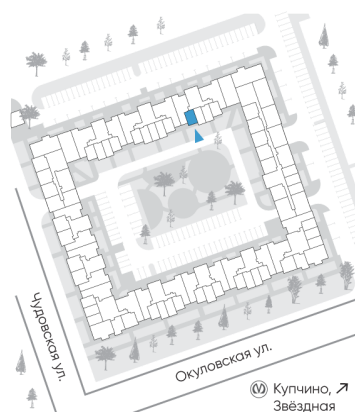 Чудовская ул.
Окуловская ул.
Купчино, ↗
Звёздная